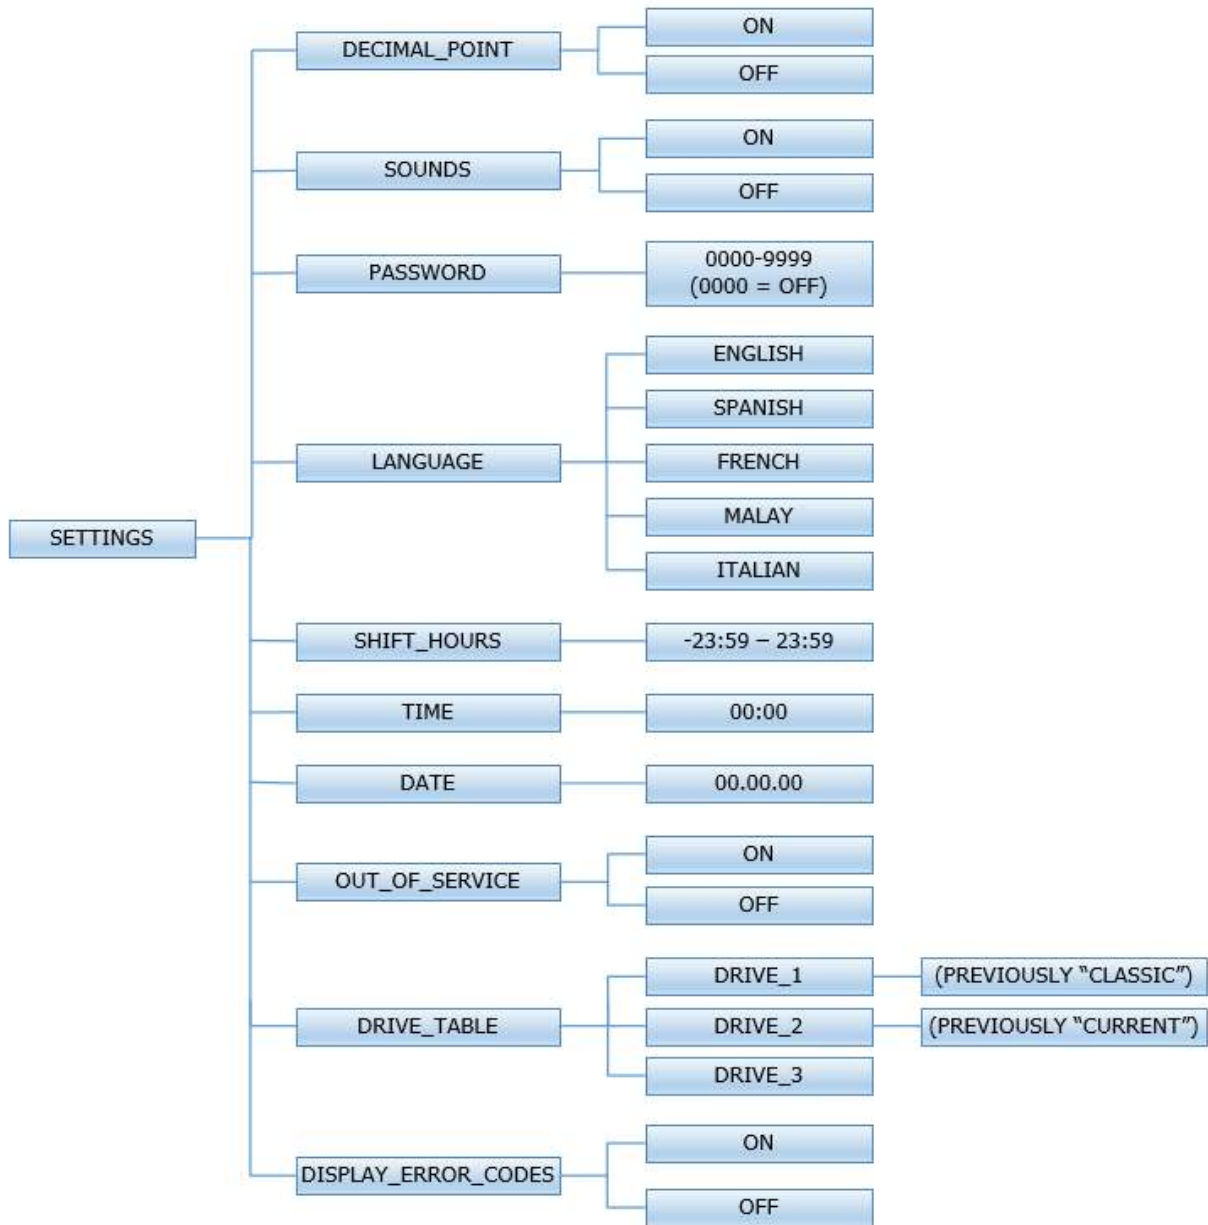 SETTINGS
DECIMAL_POINT
ON
OFF
SOUNDS
ON
OFF
PASSWORD
0000-9999
(0000 = OFF)
LANGUAGE
ENGLISH
SPANISH
FRENCH
MALAY
ITALIAN
SHIFT_HOURS
-23:59 – 23:59
TIME
00:00
DATE
00.00.00
OUT_OF_SERVICE
ON
OFF
DRIVE_TABLE
DRIVE_1
(PREVIOUSLY “CLASSIC”)
DRIVE_2
(PREVIOUSLY “CURRENT”)
DRIVE_3
DISPLAY_ERROR_CODES
ON
OFF